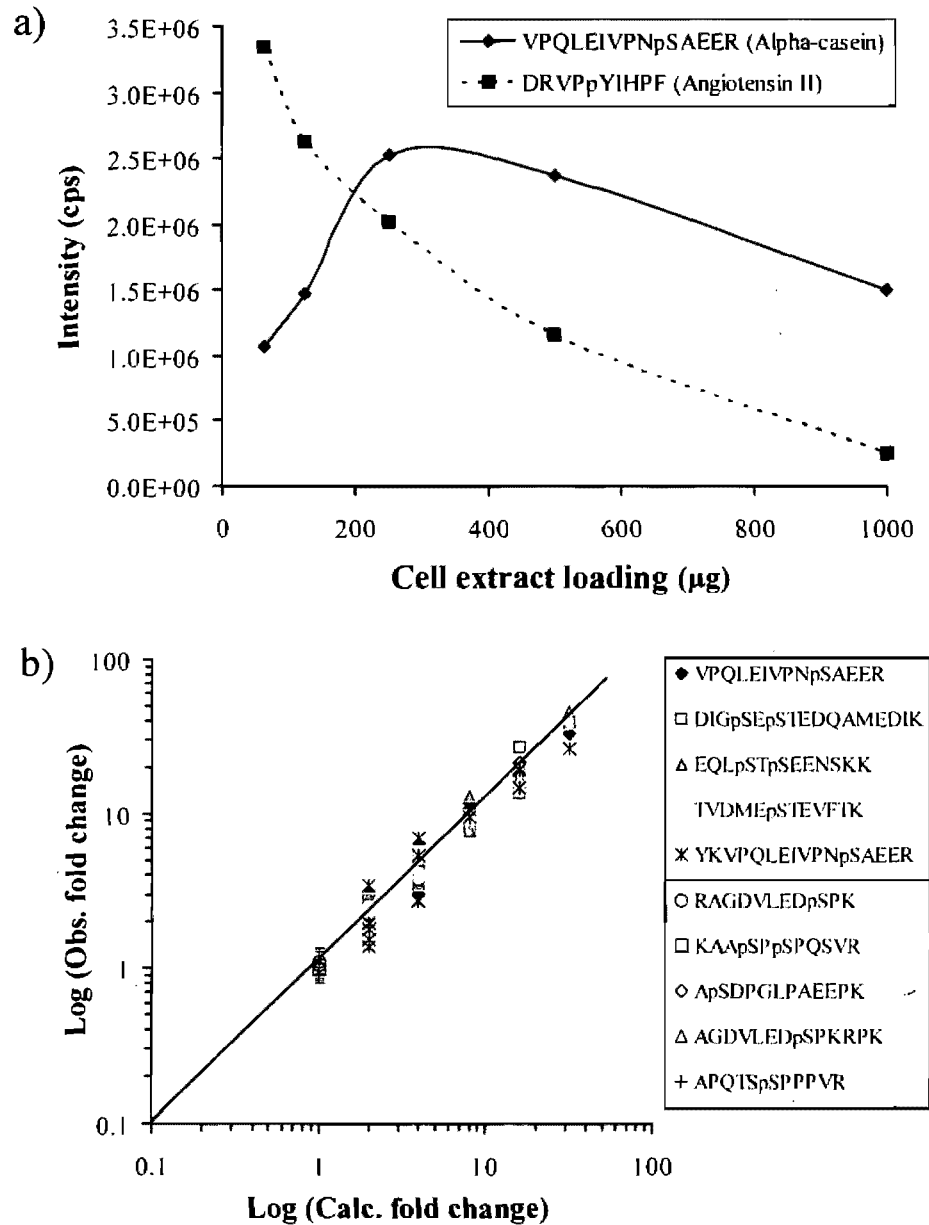 a)
3.5E+06
3.0E+06
2.5E+06
2.0E+06
1.5E+06
1.0E+06
5.0E+05
0.0E+00
Intensity (cps)
VPQLEIVPNpSAEER (Alpha-casein)
DRVPpYIHPF (Angiotensin II)
0 200 400 600 800 1000
Cell extract loading (µg)
b)
100
10
1
0.1
Log (Obs. fold change)
0.1 1 10 100
Log (Calc. fold change)
VPQLEIVPNpSAEER
DIGpSEpSTEDQAMEDIK
EQLpSTpSEENSKK
TVDMEpSTEVFTK
YKVPQLEIVPNpSAEER
RAGDVLEDpSPK
KAApSPpSPQSVR
ApSDPGLPAEEPK
AGDVLEDpSPKRPK
APQTSpSPPPVR